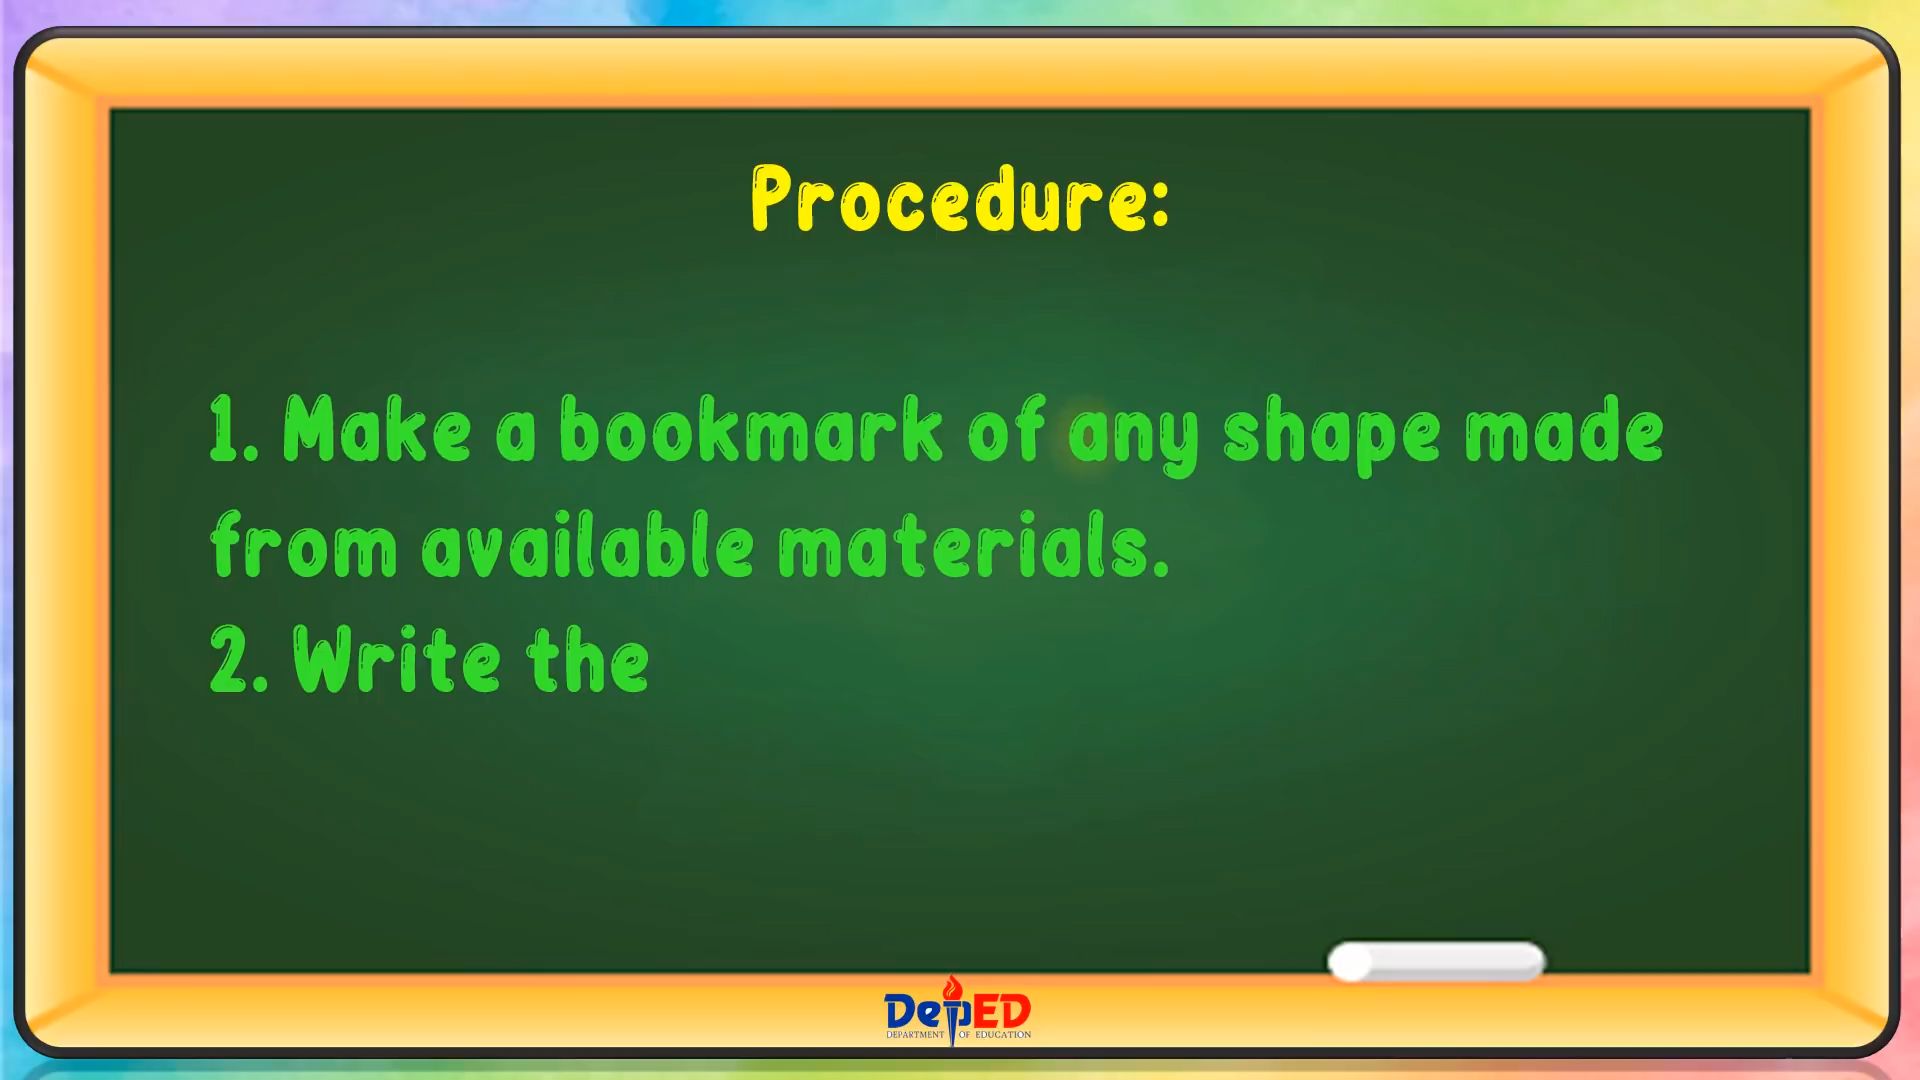 Procedure:
1. Make a bookmark of any shape made
from available materials.
2. Write the
DepED
DEPARTMENT OF EDUCATION